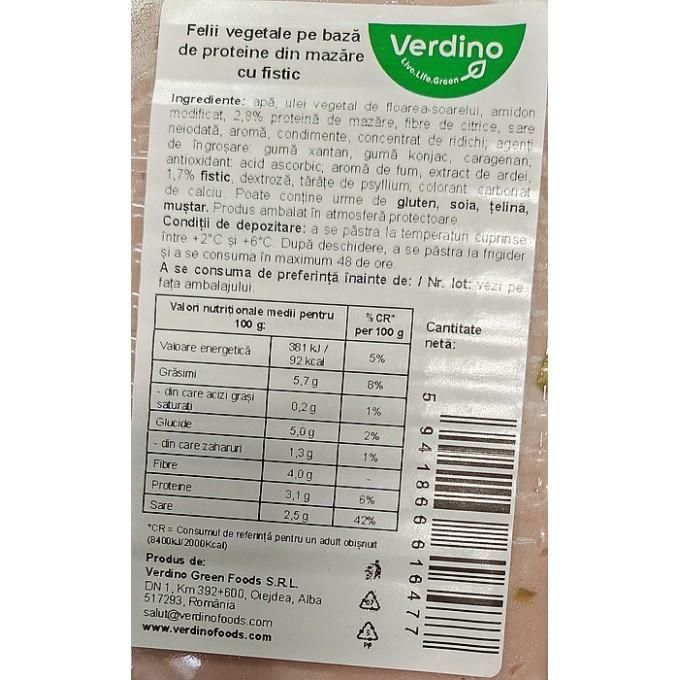 Felii vegetale pe bază
de proteine din mazăre
cu fistic
Verdino
Live.Life.Green
Ingrediente: apă, ulei vegetal de floarea-soarelui, amidon
modificat, 2,8% proteină de mazăre, fibre de citrice, sare
neiodată, aromă, condimente, concentrat de ridichi; agenți
de îngroșare: gumă xantan, gumă konjac, caragenan,
antioxidant: acid ascorbic; aromă de fum, extract de ardei,
1,7% fistic, dextroză, tărâțe de psyllium, colorant: carbonat
de calciu. Poate conține urme de gluten, soia, țelină,
muștar. Produs ambalat în atmosferă protectoare.
Condiții de depozitare: a se păstra la temperaturi cuprinse
între +2°C și +6°C. După deschidere, a se păstra la frigider
și a se consuma în maximum 48 de ore.
A se consuma de preferință înainte de: / Nr. lot: vezi pe
fața ambalajului.
Valori nutriționale medii pentru 100 g:
% CR* per 100 g
Valoare energetică 381 kJ / 92 kcal 5%
Grăsimi 5,7 g 8%
- din care acizi grași saturați 0,2 g 1%
Glucide 5,0 g 2%
- din care zaharuri 1,3 g 1%
Fibre 4,0 g -
Proteine 3,1 g 6%
Sare 2,5 g 42%
Cantitate
netă:
5 941866 616477
*CR = Consumul de referință pentru un adult obișnuit
(8400kJ/2000Kcal)
Produs de:
Verdino Green Foods S.R.L.
DN 1, Km 392+600, Oiejdea, Alba
517293, România
salut@verdinofoods.com
www.verdinofoods.com
PP